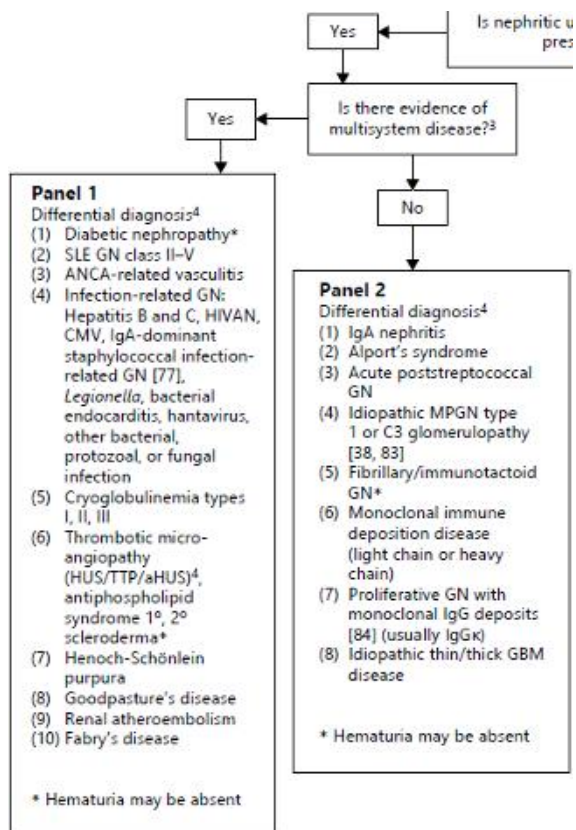 Is nephritic u
pres
Yes
Is there evidence of
multisystem disease?³
Yes
No
Panel 1
Differential diagnosis⁴
(1) Diabetic nephropathy*
(2) SLE GN class II–V
(3) ANCA-related vasculitis
(4) Infection-related GN:
Hepatitis B and C, HIVAN,
CMV, IgA-dominant
staphylococcal infection-
related GN [77],
Legionella, bacterial
endocarditis, hantavirus,
other bacterial,
protozoal, or fungal
infection
(5) Cryoglobulinemia types
I, II, III
(6) Thrombotic micro-
angiopathy
(HUS/TTP/aHUS)⁴,
antiphospholipid
syndrome 1º, 2º
scleroderma*
(7) Henoch-Schönlein
purpura
(8) Goodpasture's disease
(9) Renal atheroembolism
(10) Fabry's disease
* Hematuria may be absent
Panel 2
Differential diagnosis⁴
(1) IgA nephritis
(2) Alport's syndrome
(3) Acute poststreptococcal
GN
(4) Idiopathic MPGN type
1 or C3 glomerulopathy
[38, 83]
(5) Fibrillary/immunotactoid
GN*
(6) Monoclonal immune
deposition disease
(light chain or heavy
chain)
(7) Proliferative GN with
monoclonal IgG deposits
[84] (usually IgGκ)
(8) Idiopathic thin/thick GBM
disease
* Hematuria may be absent